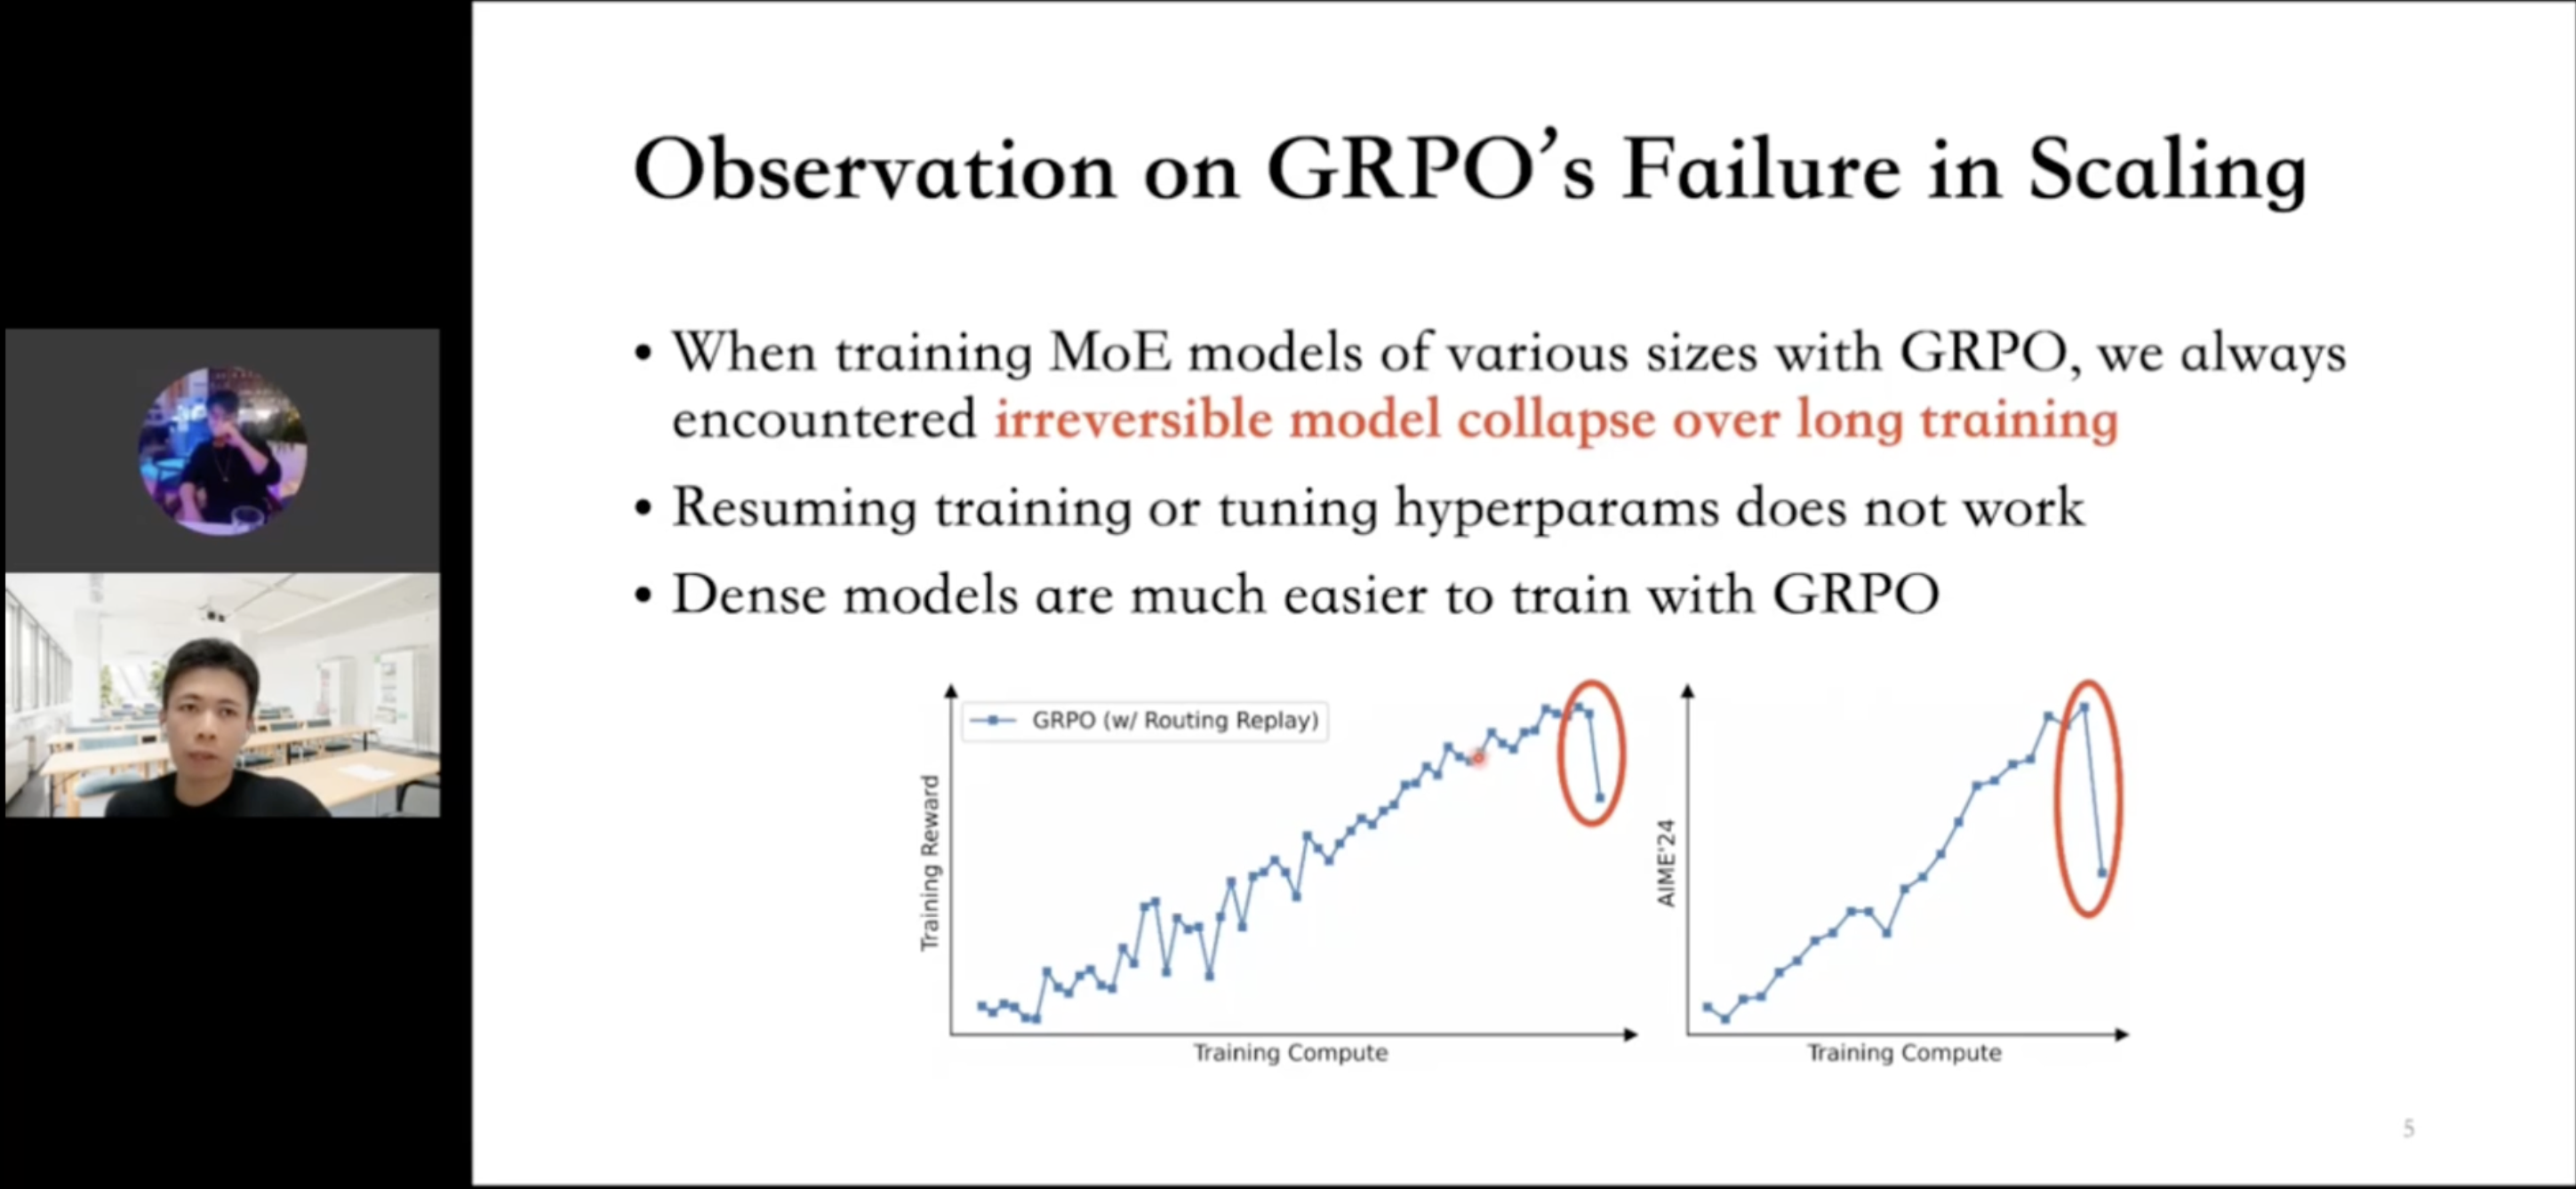 Observation on GRPO's Failure in Scaling
• When training MoE models of various sizes with GRPO, we always
encountered irreversible model collapse over long training
• Resuming training or tuning hyperparams does not work
• Dense models are much easier to train with GRPO
GRPO (w/ Routing Replay)
Training Reward
Training Compute
AIME'24
Training Compute
5